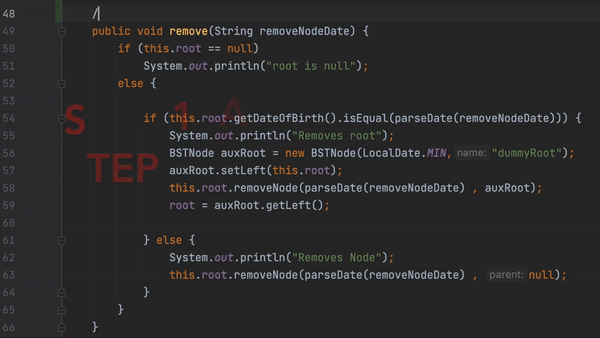 48 /
49 public void remove(String removeNodeDate) {
50 if (this.root == null)
51 System.out.println("root is null");
52 else {
53
54 if (this.root.getDateOfBirth().isEqual(parseDate(removeNodeDate))) {
55 System.out.println("Removes root");
56 BSTNode auxRoot = new BSTNode(LocalDate.MIN, name: "dummyRoot");
57 auxRoot.setLeft(this.root);
58 this.root.removeNode(parseDate(removeNodeDate) , auxRoot);
59 root = auxRoot.getLeft();
60
61 } else {
62 System.out.println("Removes Node");
63 this.root.removeNode(parseDate(removeNodeDate) , parent: null);
64 }
65 }
66 }
S 1 A
TEP